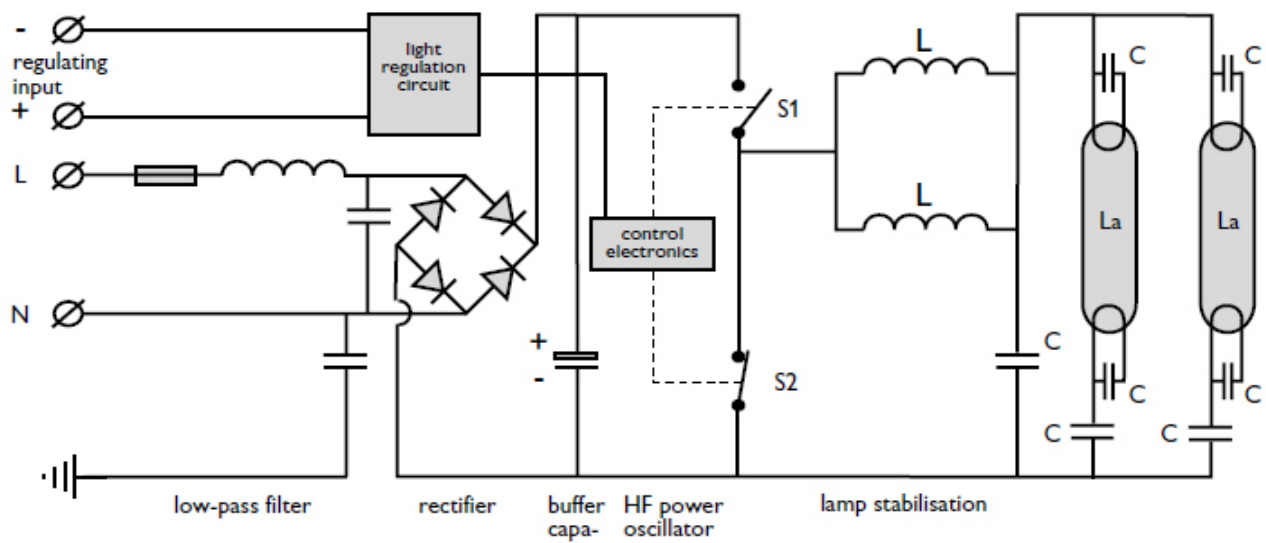 -
regulating
input
+
light
regulation
circuit
L
N
control
electronics
S1
S2
+
-
L
L
C
C
C
La
La
C
C
C
C
C
low-pass filter
rectifier
buffer
capa-
HF power
oscillator
lamp stabilisation